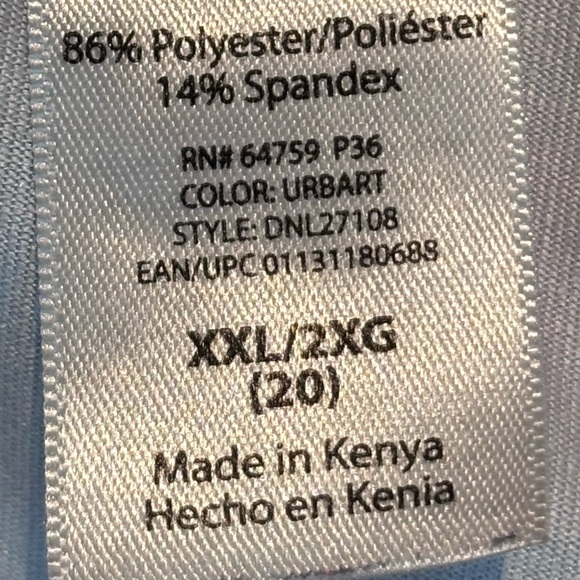 86% Polyester/Poliéster
14% Spandex
RN# 64759 P36
COLOR: URBART
STYLE: DNL27108
EAN/UPC 01131180688
XXL/2XG
(20)
Made in Kenya
Hecho en Kenia